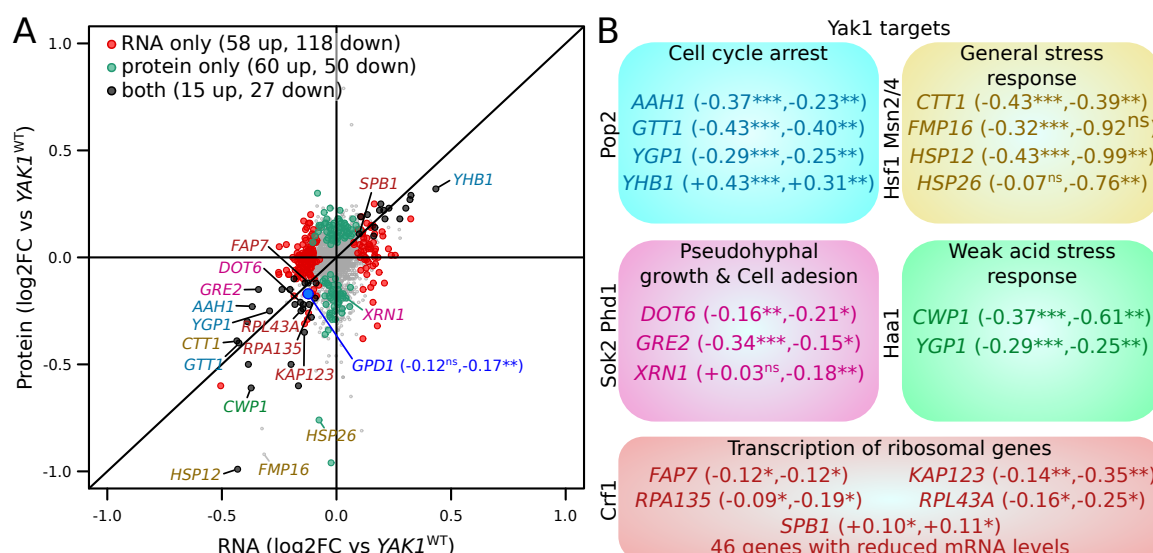 A
RNA only (58 up, 118 down)
protein only (60 up, 50 down)
both (15 up, 27 down)
1.0
0.5
0.0
-0.5
-1.0
Protein (log2FC vs YAK1WT)
SPB1
YHB1
FAP7
DOT6
GRE2
AAH1
YGP1
RPL43A
XRN1
CTT1
RPA135
GTT1
KAP123
GPD1 (-0.12ns,-0.17**)
CWP1
HSP26
HSP12
FMP16
-1.0
-0.5
0.0
0.5
1.0
RNA (log2FC vs YAK1WT)
B
Yak1 targets
Pop2
Cell cycle arrest
AAH1 (-0.37***,-0.23**)
GTT1 (-0.43***,-0.40**)
YGP1 (-0.29***,-0.25**)
YHB1 (+0.43***,+0.31**)
Hsf1 Msn2/4
General stress
response
CTT1 (-0.43***,-0.39**)
FMP16 (-0.32***,-0.92ns)
HSP12 (-0.43***,-0.99**)
HSP26 (-0.07ns,-0.76**)
Sok2 Phd1
Pseudohyphal
growth & Cell adesion
DOT6 (-0.16**,-0.21*)
GRE2 (-0.34***,-0.15*)
XRN1 (+0.03ns,-0.18**)
Haa1
Weak acid stress
response
CWP1 (-0.37***,-0.61**)
YGP1 (-0.29***,-0.25**)
Crf1
Transcription of ribosomal genes
FAP7 (-0.12*,-0.12*) KAP123 (-0.14**,-0.35**)
RPA135 (-0.09*,-0.19*) RPL43A (-0.16*,-0.25*)
SPB1 (+0.10*,+0.11*)
46 genes with reduced mRNA levels